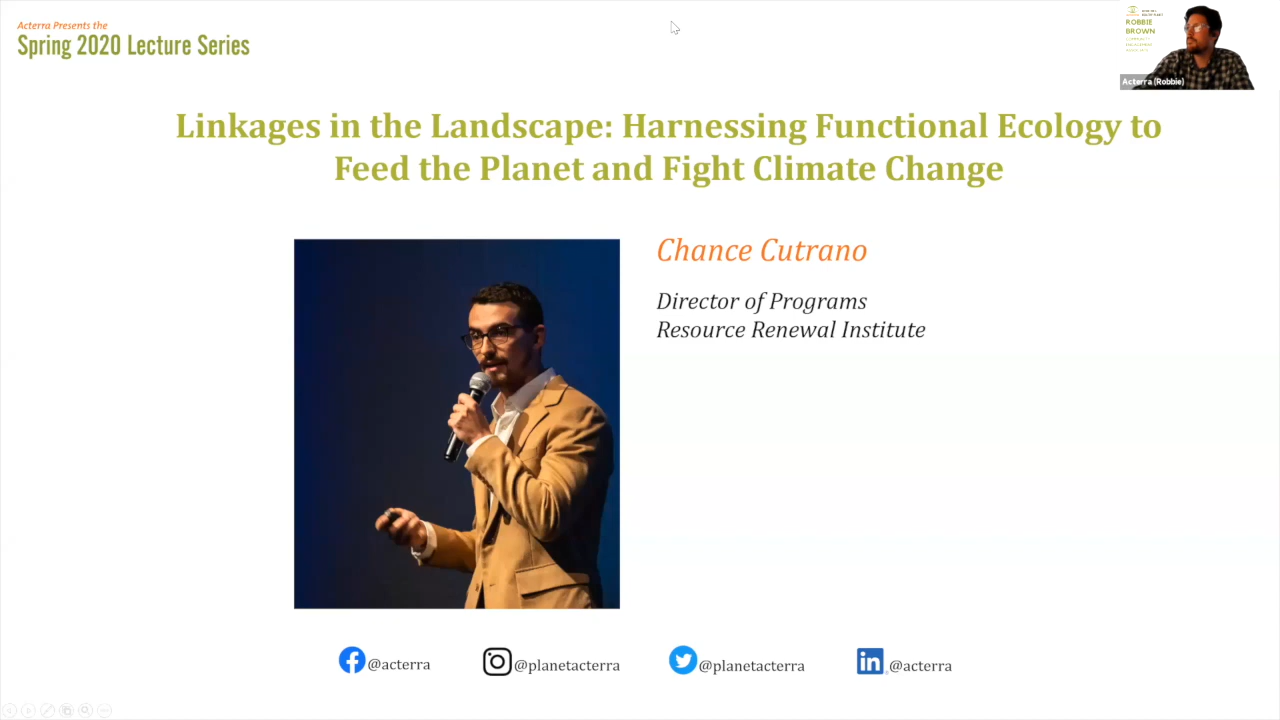 Acterra Presents the
Spring 2020 Lecture Series
ROBBIE
BROWN
Acterra (Robbie)
Linkages in the Landscape: Harnessing Functional Ecology to
Feed the Planet and Fight Climate Change
Chance Cutrano
Director of Programs
Resource Renewal Institute
@acterra
@planetacterra
@planetacterra
@acterra